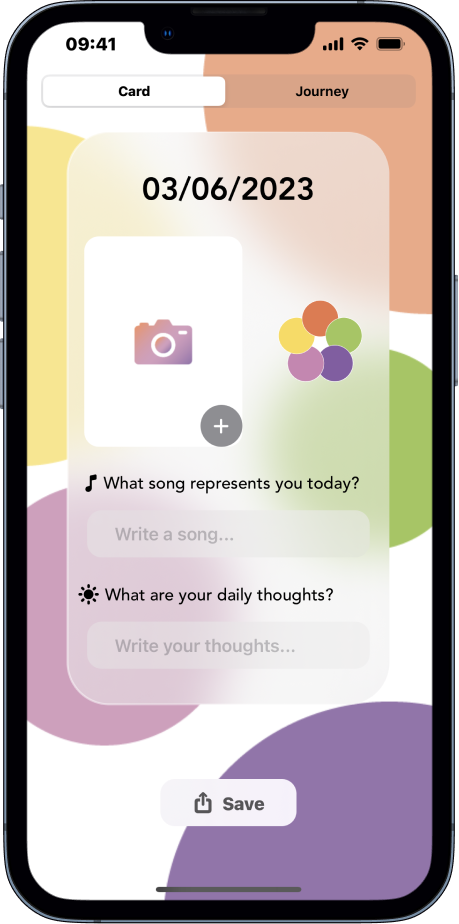 09:41
Card
Journey
03/06/2023
What song represents you today?
Write a song...
What are your daily thoughts?
Write your thoughts...
Save